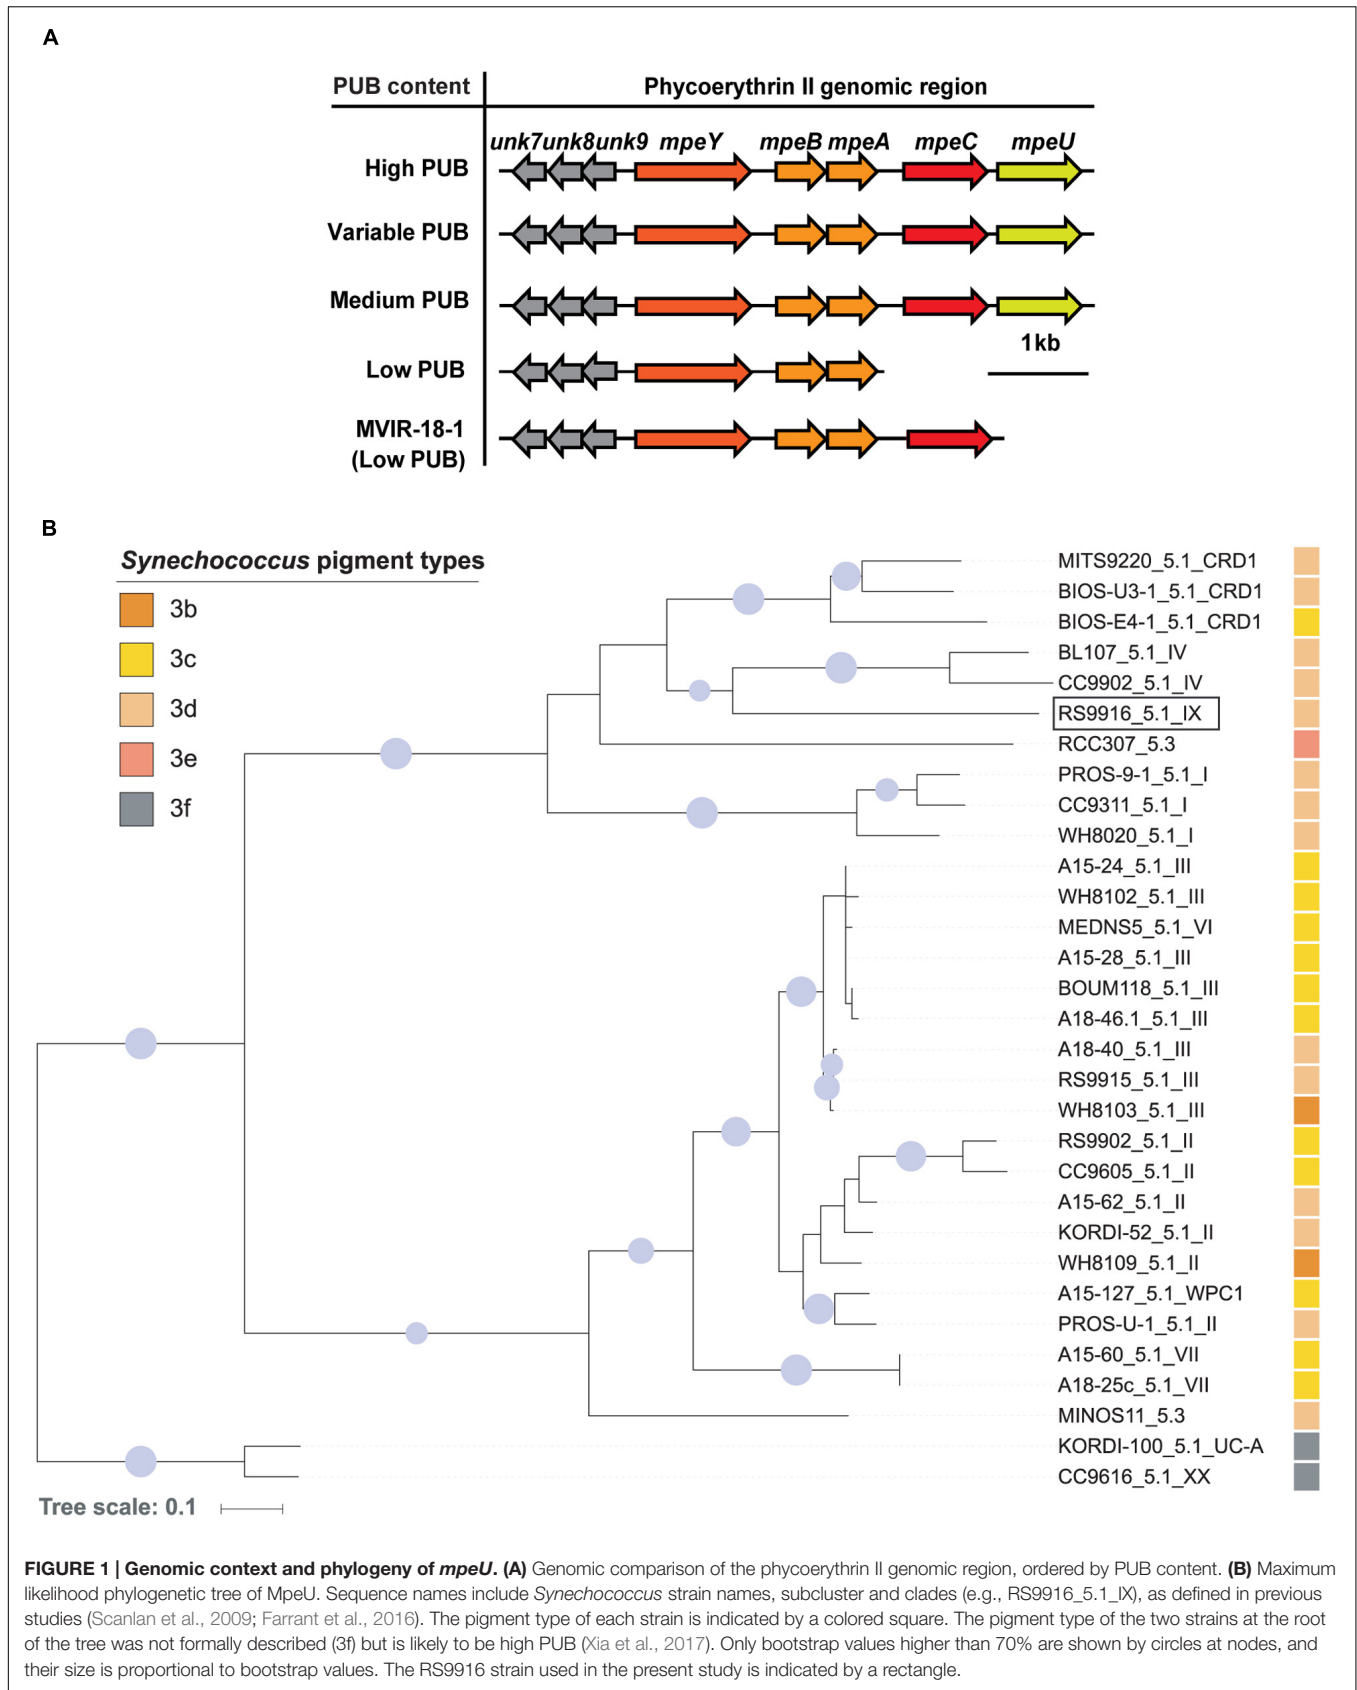 A
PUB content Phycoerythrin II genomic region
unk7 unk8 unk9 mpeY mpeB mpeA mpeC mpeU
High PUB
Variable PUB
Medium PUB
1kb
Low PUB
MVIR-18-1
(Low PUB)
B
Synechococcus pigment types
3b
3c
3d
3e
3f
MITS9220_5.1_CRD1
BIOS-U3-1_5.1_CRD1
BIOS-E4-1_5.1_CRD1
BL107_5.1_IV
CC9902_5.1_IV
RS9916_5.1_IX
RCC307_5.3
PROS-9-1_5.1_I
CC9311_5.1_I
WH8020_5.1_I
A15-24_5.1_III
WH8102_5.1_III
MEDNS5_5.1_VI
A15-28_5.1_III
BOUM118_5.1_III
A18-46.1_5.1_III
A18-40_5.1_III
RS9915_5.1_III
WH8103_5.1_III
RS9902_5.1_II
CC9605_5.1_II
A15-62_5.1_II
KORDI-52_5.1_II
WH8109_5.1_II
A15-127_5.1_WPC1
PROS-U-1_5.1_II
A15-60_5.1_VII
A18-25c_5.1_VII
MINOS11_5.3
KORDI-100_5.1_UC-A
CC9616_5.1_XX
Tree scale: 0.1
FIGURE 1 | Genomic context and phylogeny of mpeU. (A) Genomic comparison of the phycoerythrin II genomic region, ordered by PUB content. (B) Maximum
likelihood phylogenetic tree of MpeU. Sequence names include Synechococcus strain names, subcluster and clades (e.g., RS9916_5.1_IX), as defined in previous
studies (Scanlan et al., 2009; Farrant et al., 2016). The pigment type of each strain is indicated by a colored square. The pigment type of the two strains at the root
of the tree was not formally described (3f) but is likely to be high PUB (Xia et al., 2017). Only bootstrap values higher than 70% are shown by circles at nodes, and
their size is proportional to bootstrap values. The RS9916 strain used in the present study is indicated by a rectangle.